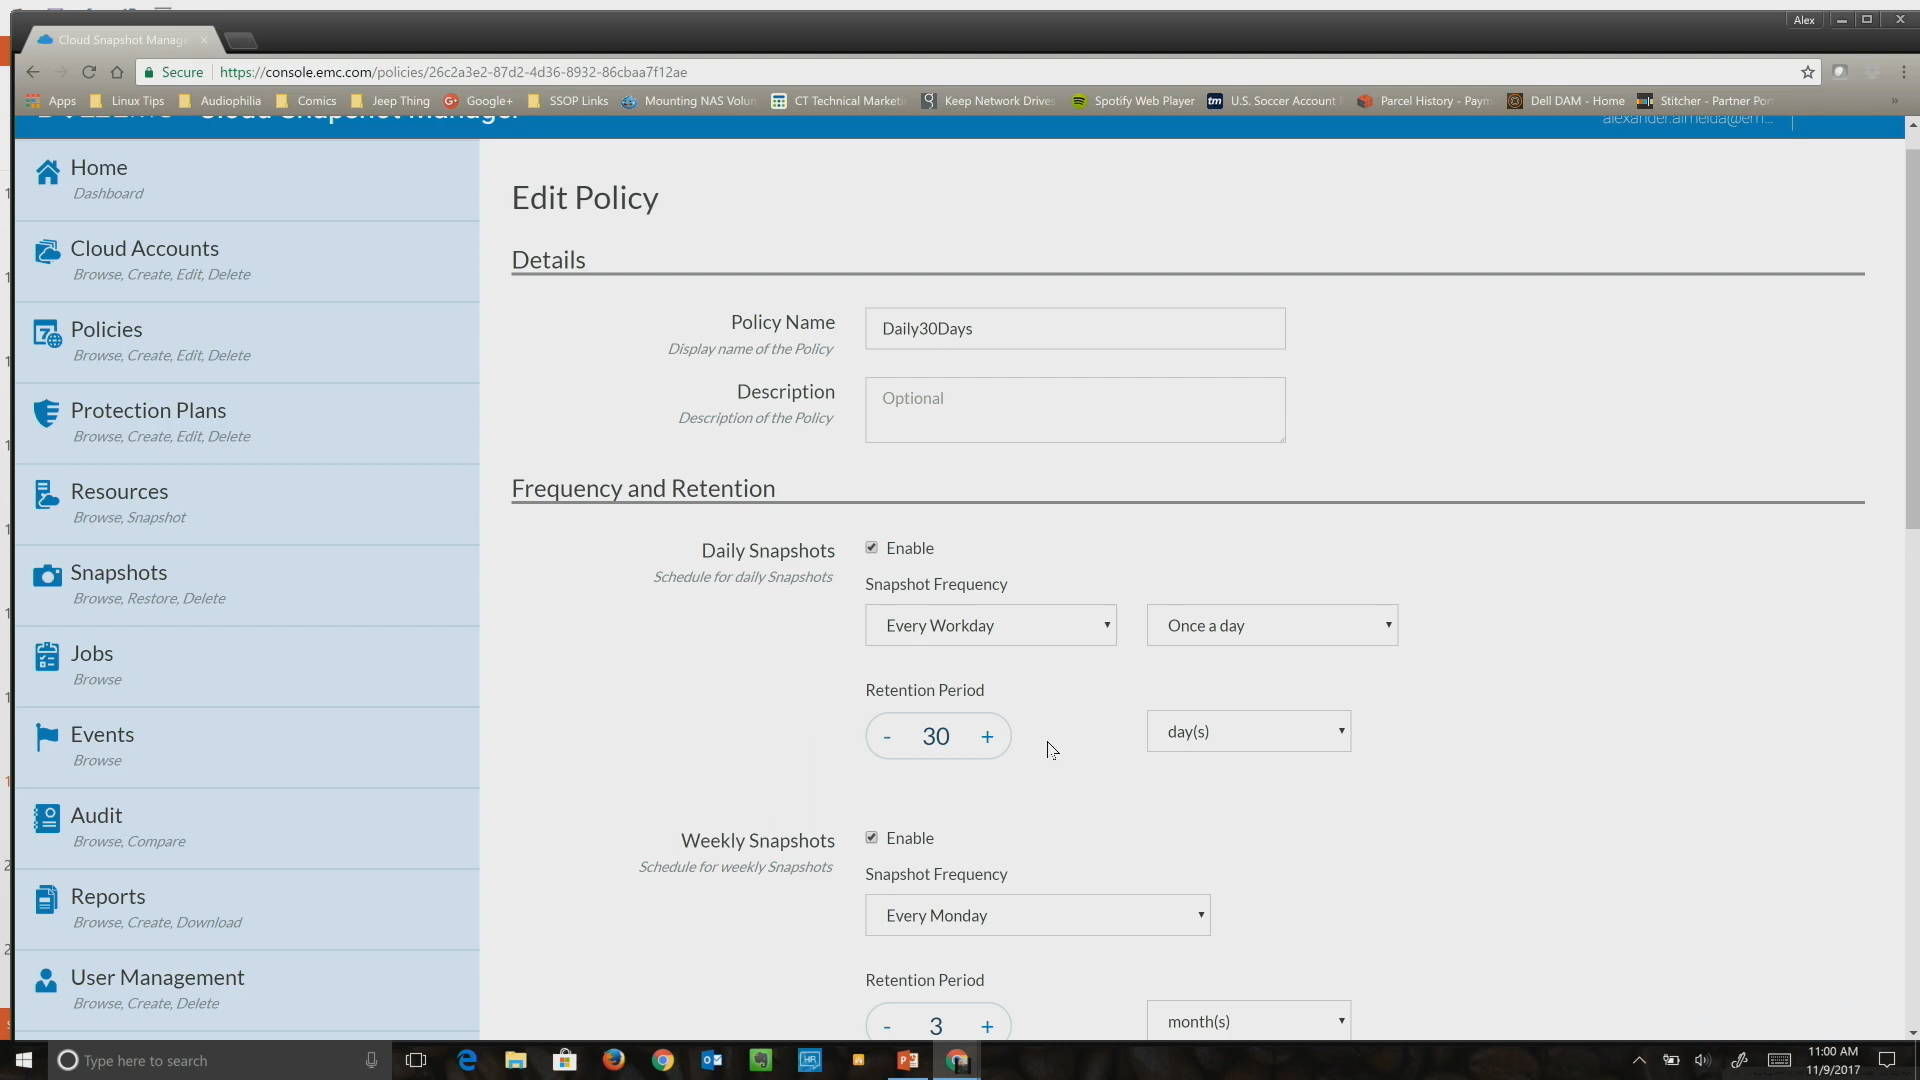 Alex
Cloud Snapshot Manag
Secure
https://console.emc.com/policies/26c2a3e2-87d2-4d36-8932-86cbaa7f12ae
Apps
Linux Tips
Audiophilia
Comics
Jeep Thing
Google+
SSOP Links
Mounting NAS Volun
CT Technical Marketi
Keep Network Drives
Spotify Web Player
U.S. Soccer Account
Parcel History - Paym
Dell DAM - Home
Stitcher - Partner Por
Cloud Snapshot Manager
alexander.almeida@em...
Home
Dashboard
Cloud Accounts
Browse, Create, Edit, Delete
Policies
Browse, Create, Edit, Delete
Protection Plans
Browse, Create, Edit, Delete
Resources
Browse, Snapshot
Snapshots
Browse, Restore, Delete
Jobs
Browse
Events
Browse
Audit
Browse, Compare
Reports
Browse, Create, Download
User Management
Browse, Create, Delete
Edit Policy
Details
Policy Name
Display name of the Policy
Daily30Days
Description
Description of the Policy
Optional
Frequency and Retention
Daily Snapshots
Schedule for daily Snapshots
Enable
Snapshot Frequency
Every Workday
Once a day
Retention Period
- 30 +
day(s)
Weekly Snapshots
Schedule for weekly Snapshots
Enable
Snapshot Frequency
Every Monday
Retention Period
- 3 +
month(s)
Type here to search
11:00 AM
11/9/2017